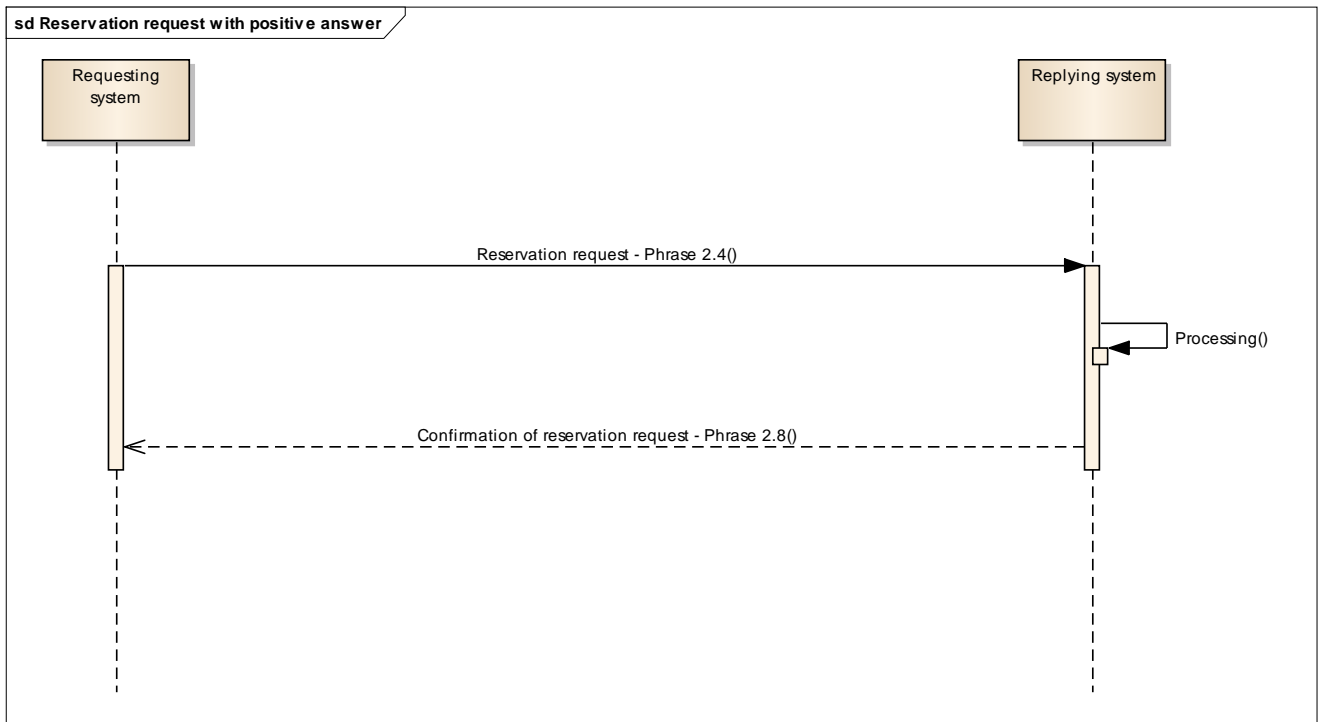 sd Reservation request with positive answer
Requesting
system
Replying system
Reservation request - Phrase 2.4()
Processing()
Confirmation of reservation request - Phrase 2.8()